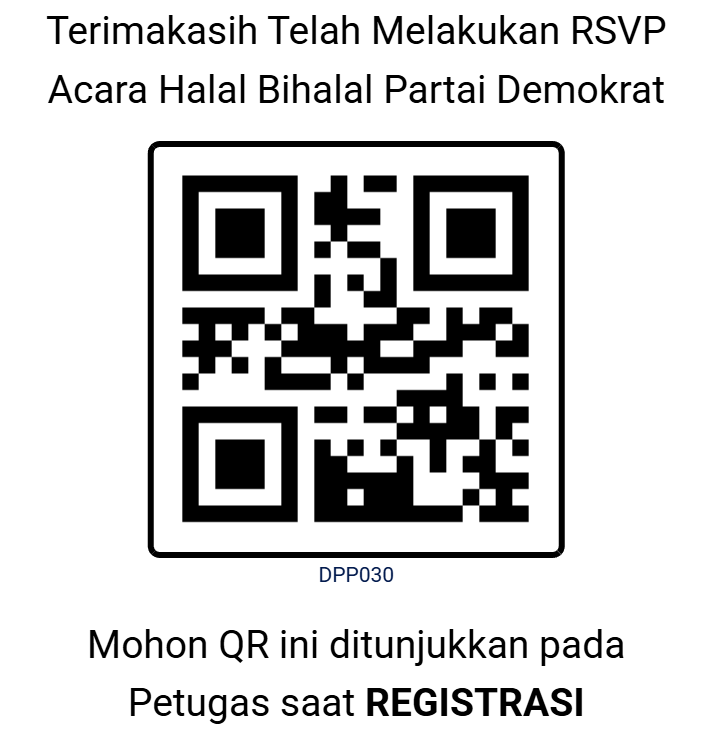 Terimakasih Telah Melakukan RSVP
Acara Halal Bihalal Partai Demokrat
DPP030
Mohon QR ini ditunjukkan pada
Petugas saat REGISTRASI